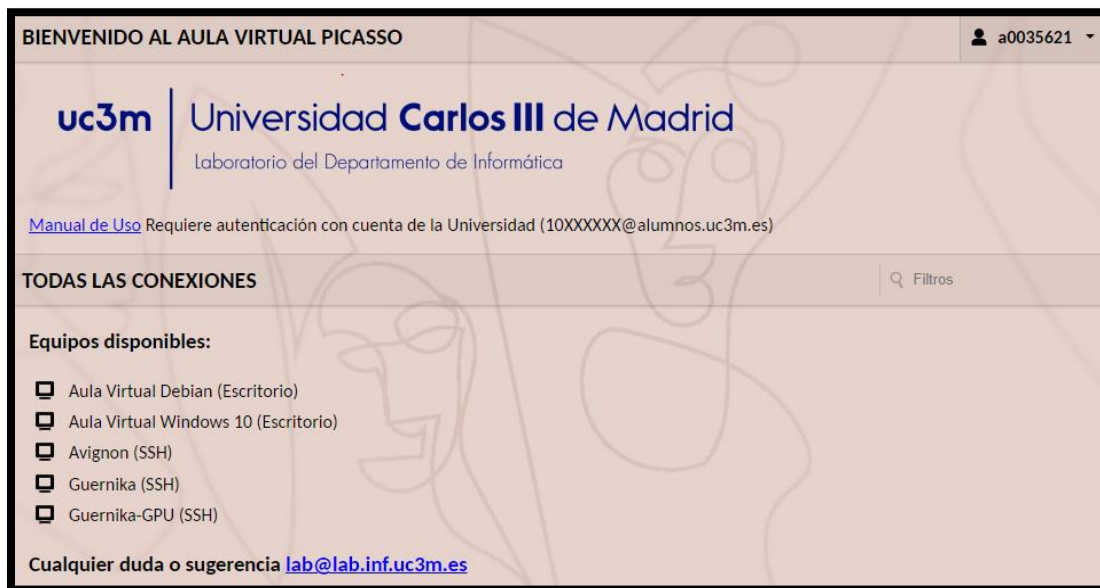 BIENVENIDO AL AULA VIRTUAL PICASSO
a0035621
uc3m
Universidad Carlos III de Madrid
Laboratorio del Departamento de Informática
Manual de Uso Requiere autenticación con cuenta de la Universidad (10XXXXXX@alumnos.uc3m.es)
TODAS LAS CONEXIONES
Filtros
Equipos disponibles:
Aula Virtual Debian (Escritorio)
Aula Virtual Windows 10 (Escritorio)
Avignon (SSH)
Guernika (SSH)
Guernika-GPU (SSH)
Cualquier duda o sugerencia lab@lab.inf.uc3m.es